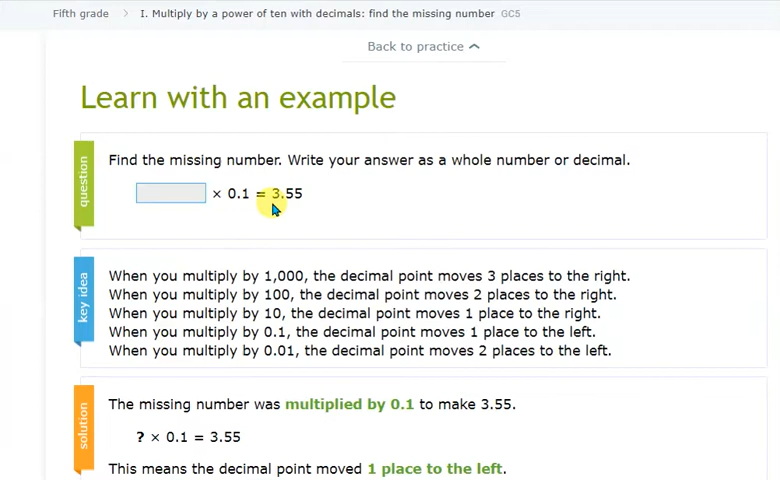 Fifth grade > I. Multiply by a power of ten with decimals: find the missing number GC5
Back to practice
Learn with an example
question
Find the missing number. Write your answer as a whole number or decimal.
× 0.1 = 3.55
key idea
When you multiply by 1,000, the decimal point moves 3 places to the right.
When you multiply by 100, the decimal point moves 2 places to the right.
When you multiply by 10, the decimal point moves 1 place to the right.
When you multiply by 0.1, the decimal point moves 1 place to the left.
When you multiply by 0.01, the decimal point moves 2 places to the left.
solution
The missing number was multiplied by 0.1 to make 3.55.
? × 0.1 = 3.55
This means the decimal point moved 1 place to the left.